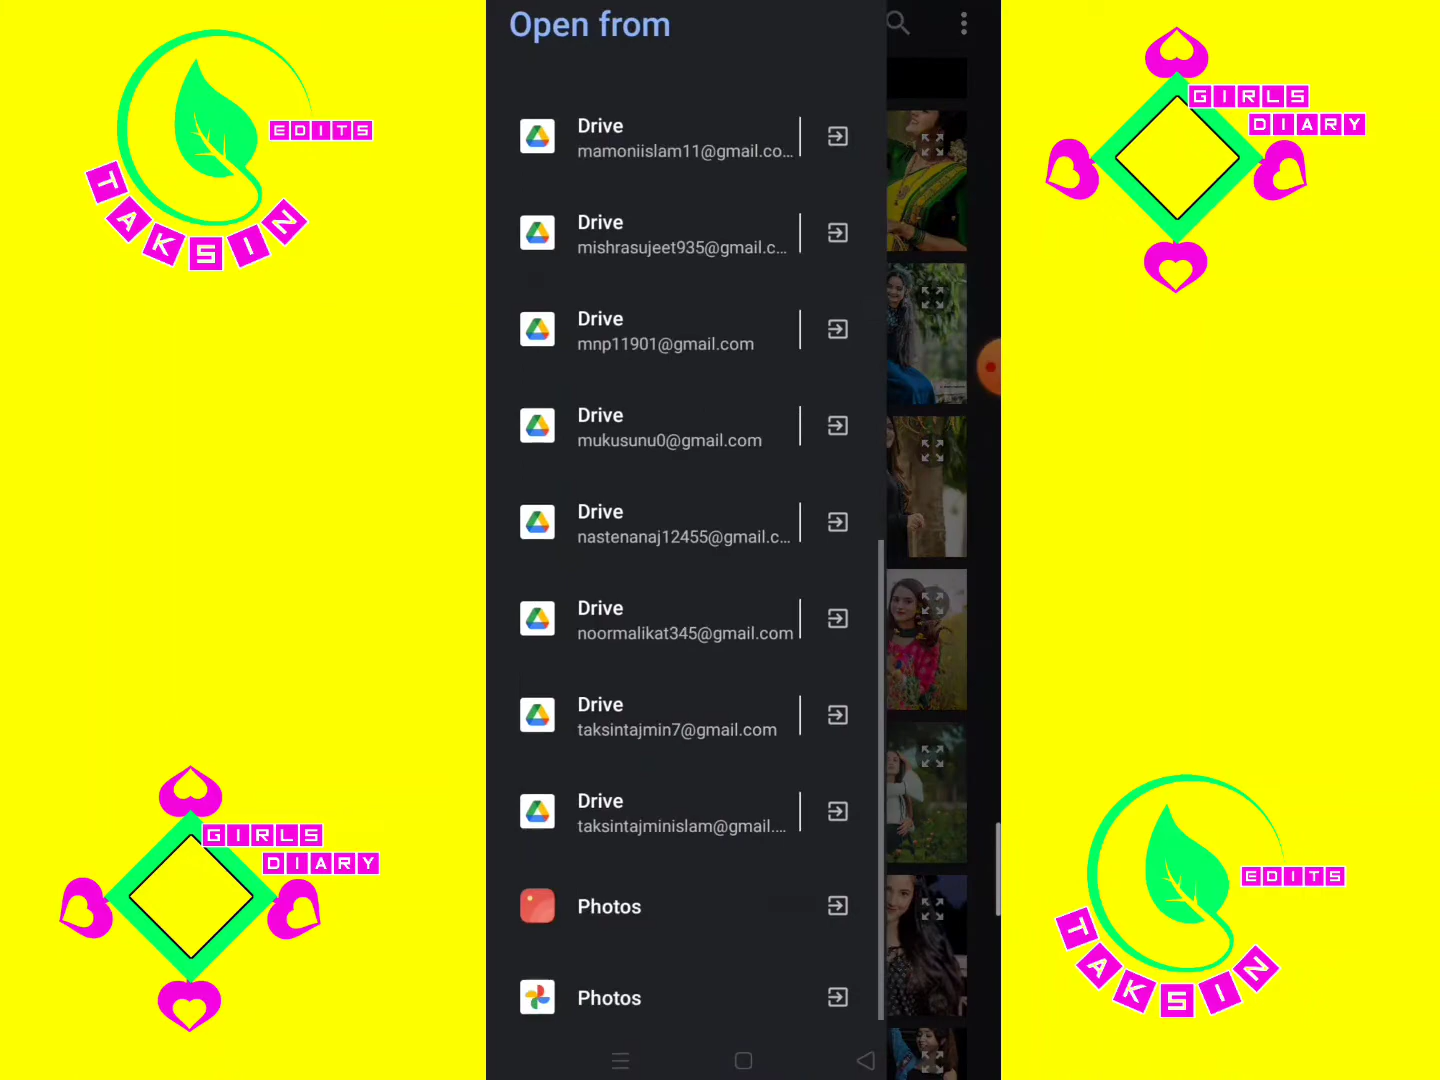 EDITS
TAKSIN
GIRLS
DIARY
Open from
Drive
mamoniislam11@gmail.co...
Drive
mishrasujeet935@gmail.c...
Drive
mnp11901@gmail.com
Drive
mukusunu0@gmail.com
Drive
nastenanaj12455@gmail.c...
Drive
noormalikat345@gmail.com
Drive
taksintajmin7@gmail.com
Drive
taksintajminislam@gmail....
Photos
Photos
GIRLS
DIARY
EDITS
TAKSIN